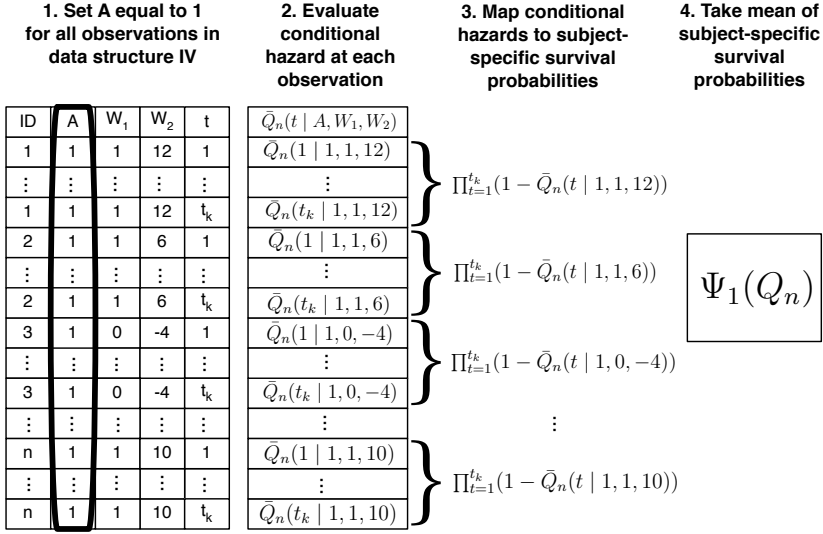 1. Set A equal to 1
for all observations in
data structure IV
2. Evaluate
conditional
hazard at each
observation
3. Map conditional
hazards to subject-
specific survival
probabilities
4. Take mean of
subject-specific
survival
probabilities
ID A W₁ W₂ t Q̄ₙ(t | A, W₁, W₂)
1 1 1 12 1 Q̄ₙ(1 | 1, 1, 12)
⋮ ⋮ ⋮ ⋮ ⋮ ⋮
∏ₜ₌₁^{tₖ}(1 − Q̄ₙ(t | 1, 1, 12))
1 1 1 12 tₖ Q̄ₙ(tₖ | 1, 1, 12)
2 1 1 6 1 Q̄ₙ(1 | 1, 1, 6)
⋮ ⋮ ⋮ ⋮ ⋮ ⋮
∏ₜ₌₁^{tₖ}(1 − Q̄ₙ(t | 1, 1, 6))
2 1 1 6 tₖ Q̄ₙ(tₖ | 1, 1, 6)
Ψ₁(Qₙ)
3 1 0 -4 1 Q̄ₙ(1 | 1, 0, −4)
⋮ ⋮ ⋮ ⋮ ⋮ ⋮
∏ₜ₌₁^{tₖ}(1 − Q̄ₙ(t | 1, 0, −4))
3 1 0 -4 tₖ Q̄ₙ(tₖ | 1, 0, −4)
⋮ ⋮ ⋮ ⋮ ⋮ ⋮ ⋮
n 1 1 10 1 Q̄ₙ(1 | 1, 1, 10)
⋮ ⋮ ⋮ ⋮ ⋮ ⋮
∏ₜ₌₁^{tₖ}(1 − Q̄ₙ(t | 1, 1, 10))
n 1 1 10 tₖ Q̄ₙ(tₖ | 1, 1, 10)